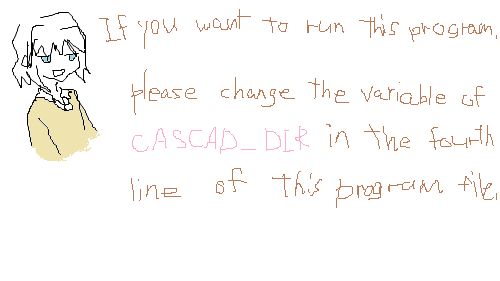 If you want to run this program,
please change the variable of
CASCAD_DIR in the fourth
line of this program file.